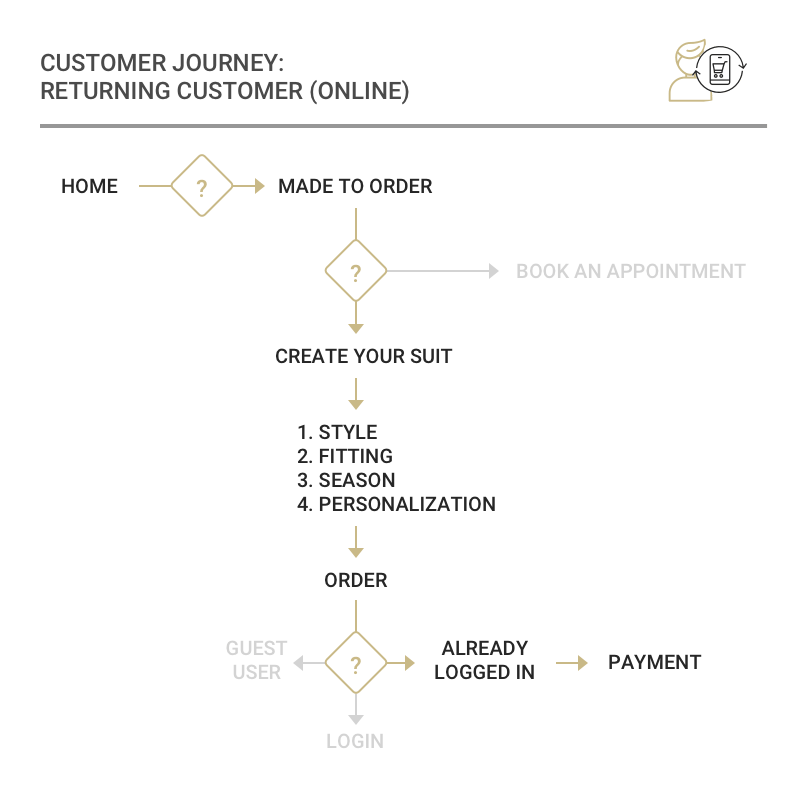 CUSTOMER JOURNEY:
RETURNING CUSTOMER (ONLINE)
HOME
?
MADE TO ORDER
?
BOOK AN APPOINTMENT
CREATE YOUR SUIT
1. STYLE
2. FITTING
3. SEASON
4. PERSONALIZATION
ORDER
GUEST
USER
?
ALREADY
LOGGED IN
PAYMENT
LOGIN